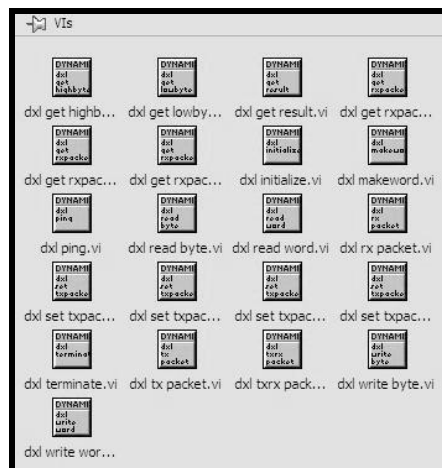 VIs
DYNAMI DYNAMI DYNAMI DYNAMI
dxl dxl dxl dxl
get get get get
highbyte lowbyte result rxpacke
dxl get highb... dxl get lowby... dxl get result.vi dxl get rxpac...
DYNAMI DYNAMI DYNAMI DYNAMI
dxl dxl dxl dxl
get get initialize makewo
rxpacke rxpacke
dxl get rxpac... dxl get rxpac... dxl initialize.vi dxl makeword.vi
DYNAMI DYNAMI DYNAMI DYNAMI
dxl dxl dxl dxl
ping read read rx
byte word packet
dxl ping.vi dxl read byte.vi dxl read word.vi dxl rx packet.vi
DYNAMI DYNAMI DYNAMI DYNAMI
dxl dxl dxl dxl
set set set set
txpacke txpacke txpacke txpacke
dxl set txpac... dxl set txpac... dxl set txpac... dxl set txpac...
DYNAMI DYNAMI DYNAMI DYNAMI
dxl dxl dxl dxl
terminat tx txrx write
packet packet byte
dxl terminate.vi dxl tx packet.vi dxl txrx pack... dxl write byte.vi
DYNAMI
dxl
write
word
dxl write wor...